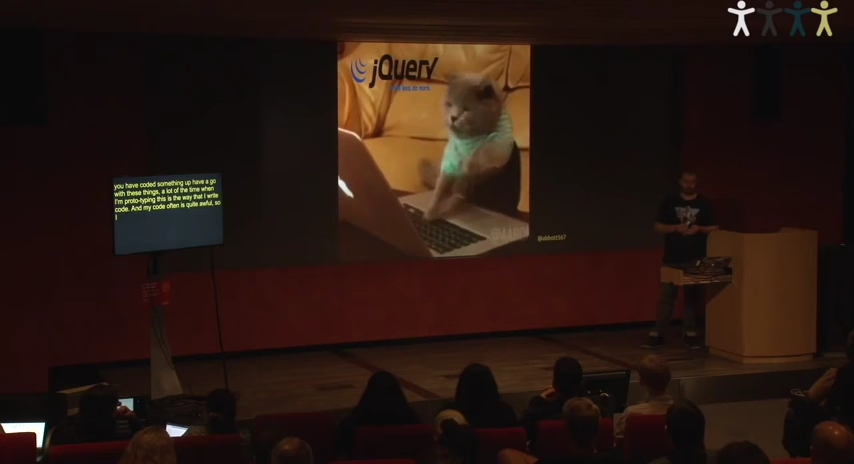 jQuery
you have coded something up have a go
with these things, a lot of the time when
I'm proto-typing this is the way that I write
code. And my code often is quite awful, so
I
@abbott567